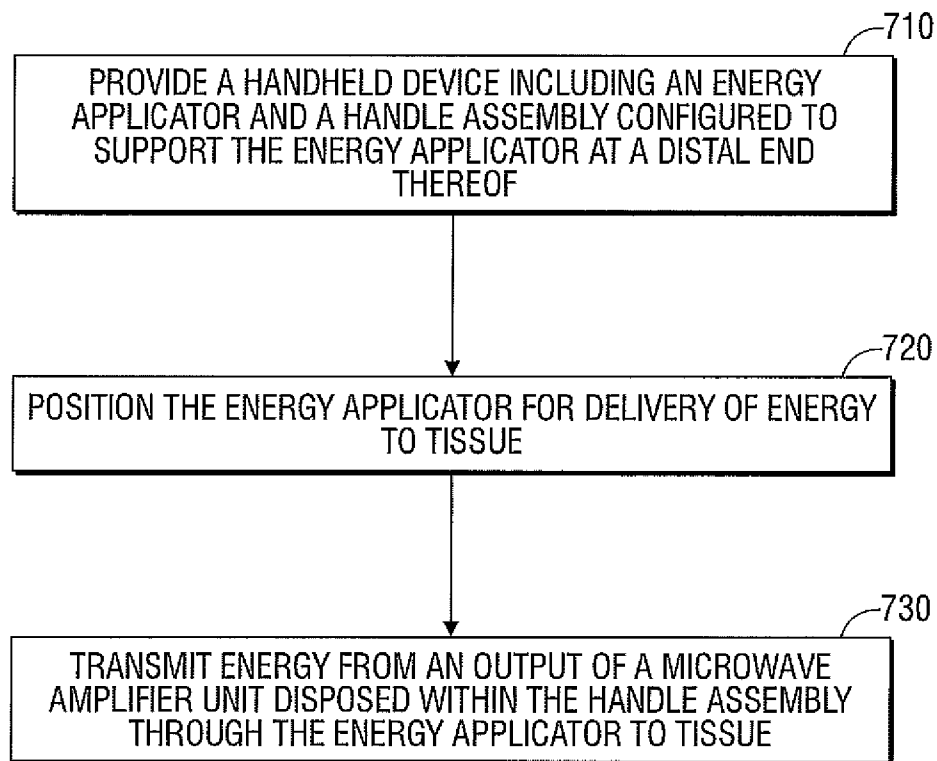 710
PROVIDE A HANDHELD DEVICE INCLUDING AN ENERGY
APPLICATOR AND A HANDLE ASSEMBLY CONFIGURED TO
SUPPORT THE ENERGY APPLICATOR AT A DISTAL END
THEREOF
720
POSITION THE ENERGY APPLICATOR FOR DELIVERY OF ENERGY
TO TISSUE
730
TRANSMIT ENERGY FROM AN OUTPUT OF A MICROWAVE
AMPLIFIER UNIT DISPOSED WITHIN THE HANDLE ASSEMBLY
THROUGH THE ENERGY APPLICATOR TO TISSUE